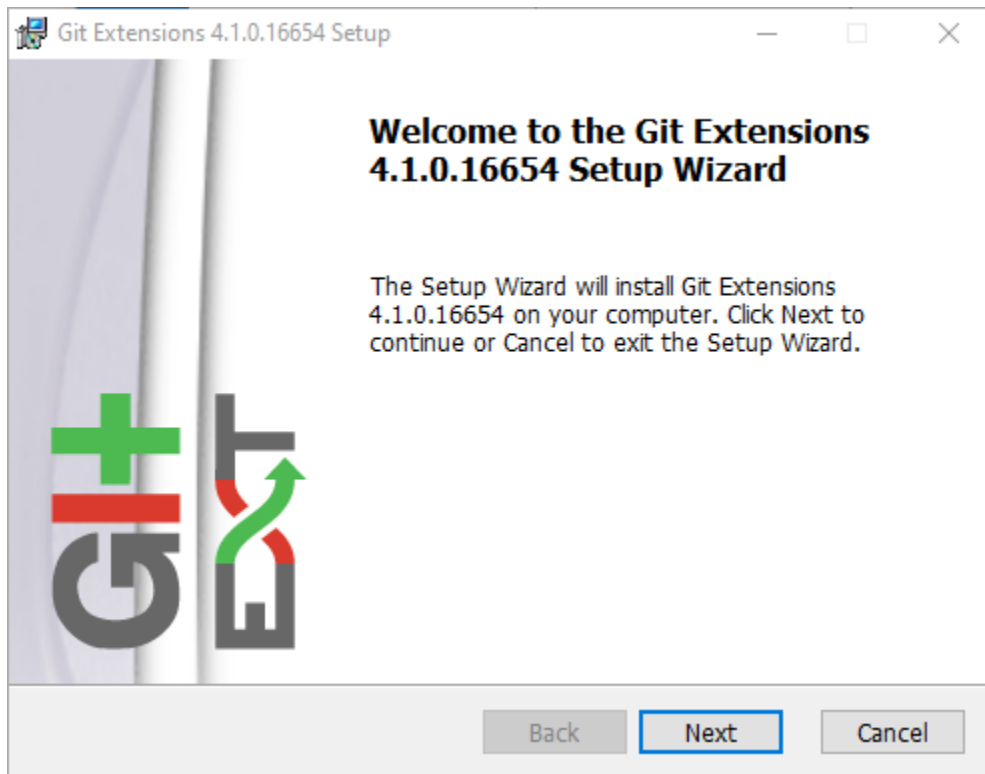 Git Extensions 4.1.0.16654 Setup
Welcome to the Git Extensions
4.1.0.16654 Setup Wizard
The Setup Wizard will install Git Extensions
4.1.0.16654 on your computer. Click Next to
continue or Cancel to exit the Setup Wizard.
GIt
EXT
Back
Next
Cancel